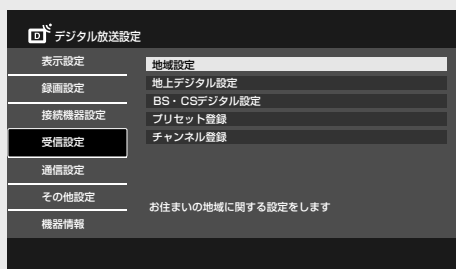 D デジタル放送設定
表示設定
録画設定
接続機器設定
受信設定
通信設定
その他設定
機器情報
地域設定
地上デジタル設定
BS・CSデジタル設定
プリセット登録
チャンネル登録
お住まいの地域に関する設定をします